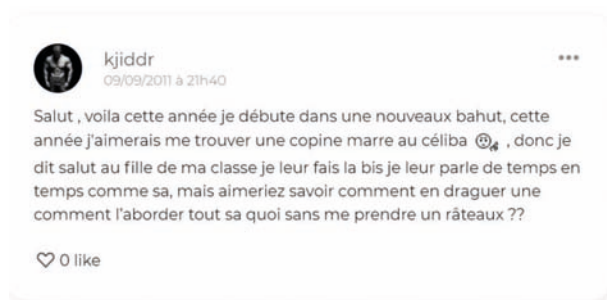 kjiddr
09/09/2011 à 21h40
Salut , voila cette année je débute dans une nouveaux bahut, cette
année j'aimerais me trouver une copine marre au céliba , donc je
dit salut au fille de ma classe je leur fais la bis je leur parle de temps en
temps comme sa, mais aimeriez savoir comment en draguer une
comment l'aborder tout sa quoi sans me prendre un râteaux ??
0 like